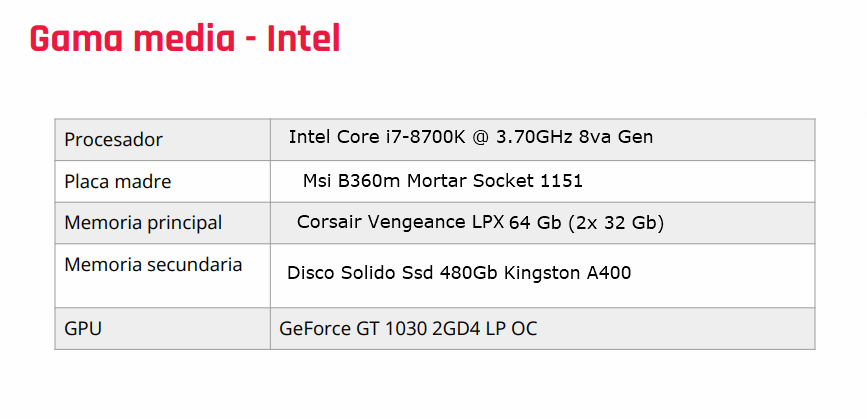 Gama media - Intel
Procesador Intel Core i7-8700K @ 3.70GHz 8va Gen
Placa madre Msi B360m Mortar Socket 1151
Memoria principal Corsair Vengeance LPX 64 Gb (2x 32 Gb)
Memoria secundaria Disco Solido Ssd 480Gb Kingston A400
GPU GeForce GT 1030 2GD4 LP OC